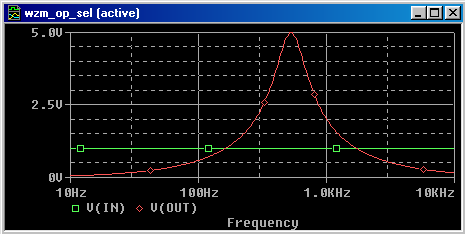 wzm_op_sel (active)
5.0V
2.5V
0V
10Hz 100Hz 1.0KHz 10KHz
V(IN) V(OUT)
Frequency